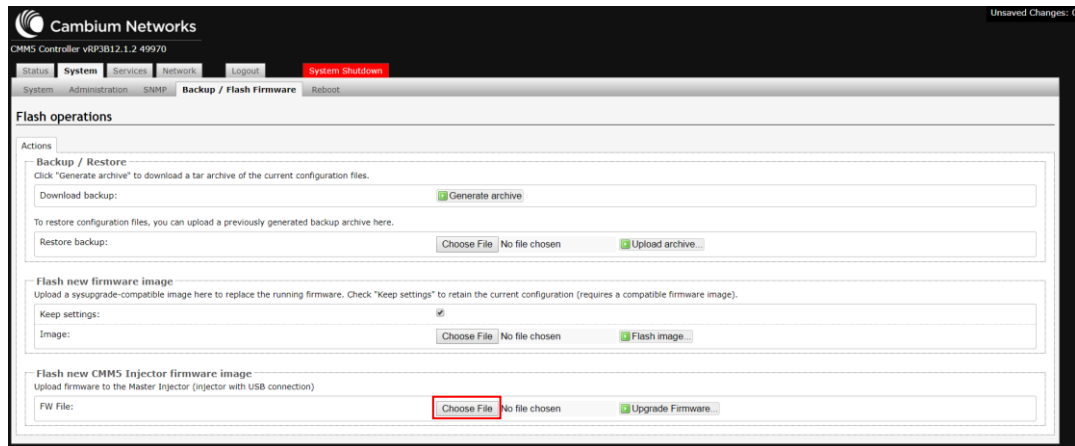 Unsaved Changes: 0
Cambium Networks
CMM5 Controller vRP3B12.1.2 49970
Status System Services Network Logout System Shutdown
System Administration SNMP Backup / Flash Firmware Reboot
Flash operations
Actions
Backup / Restore
Click "Generate archive" to download a tar archive of the current configuration files.
Download backup: Generate archive
To restore configuration files, you can upload a previously generated backup archive here.
Restore backup: Choose File No file chosen Upload archive...
Flash new firmware image
Upload a sysupgrade-compatible image here to replace the running firmware. Check "Keep settings" to retain the current configuration (requires a compatible firmware image).
Keep settings:
Image: Choose File No file chosen Flash image...
Flash new CMM5 Injector firmware image
Upload firmware to the Master Injector (injector with USB connection)
FW File: Choose File No file chosen Upgrade Firmware...